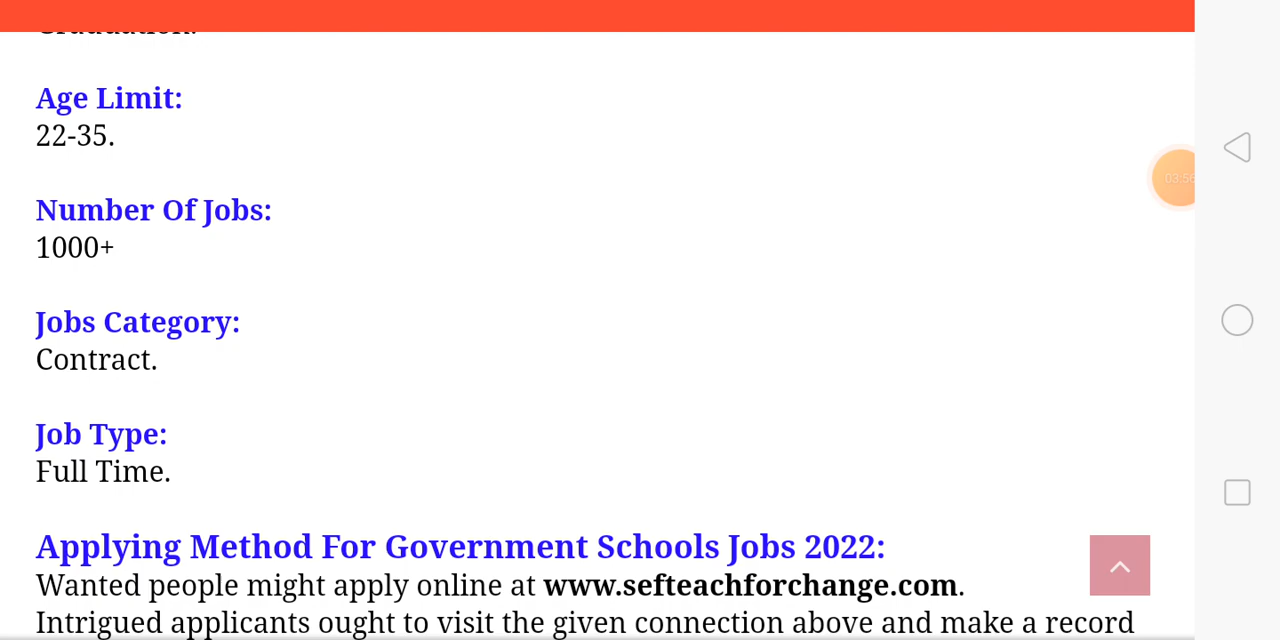 Graduation.
Age Limit:
22-35.
Number Of Jobs:
1000+
Jobs Category:
Contract.
Job Type:
Full Time.
Applying Method For Government Schools Jobs 2022:
Wanted people might apply online at www.sefteachforchange.com.
Intrigued applicants ought to visit the given connection above and make a record